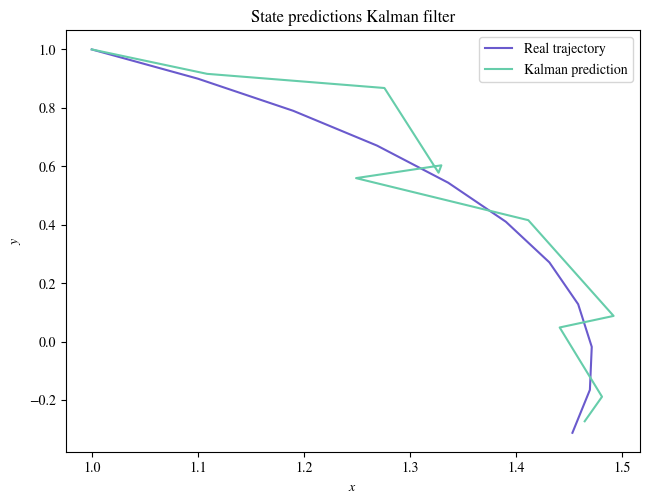 State predictions Kalman filter
Real trajectory
Kalman prediction
y
1.0
0.8
0.6
0.4
0.2
0.0
−0.2
1.0 1.1 1.2 1.3 1.4 1.5
x